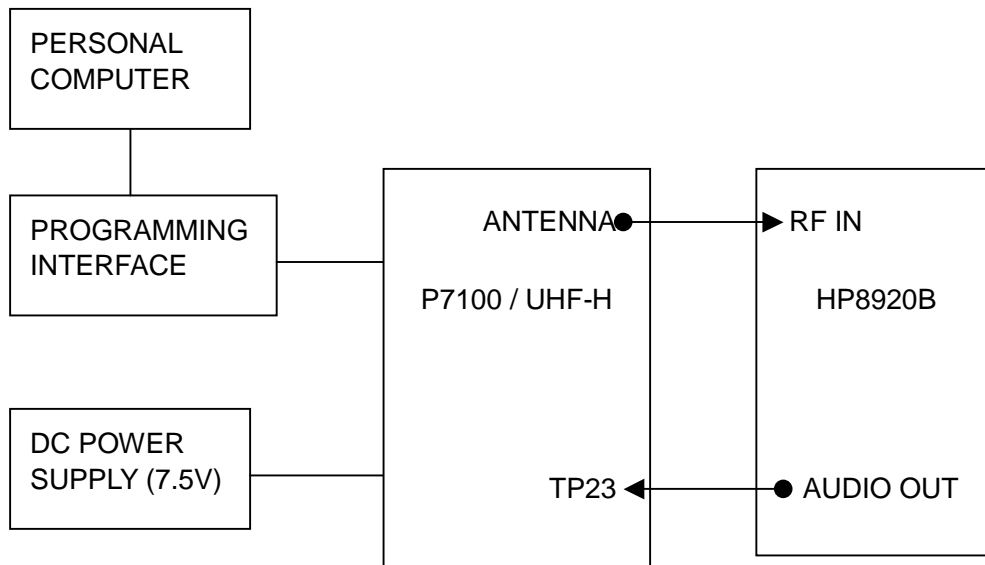 PERSONAL
COMPUTER
PROGRAMMING
INTERFACE
DC POWER
SUPPLY (7.5V)
ANTENNA
P7100 / UHF-H
TP23
RF IN
HP8920B
AUDIO OUT